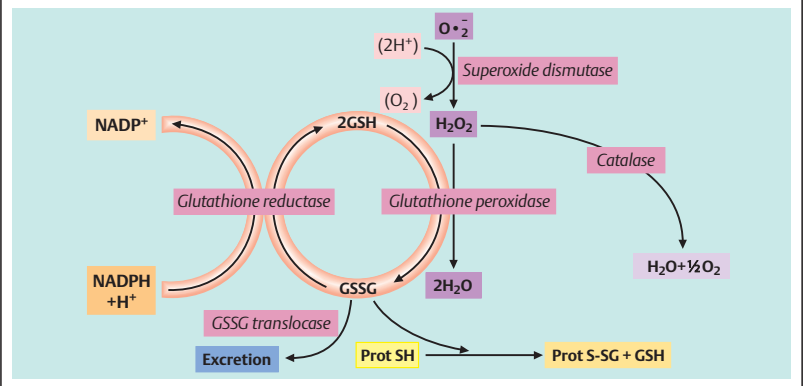 O•₂⁻
(2H⁺)
Superoxide dismutase
(O₂)
NADP⁺
2GSH
H₂O₂
Catalase
Glutathione reductase
Glutathione peroxidase
H₂O+½O₂
NADPH
+H⁺
GSSG
2H₂O
GSSG translocase
Excretion
Prot SH
Prot S-SG + GSH